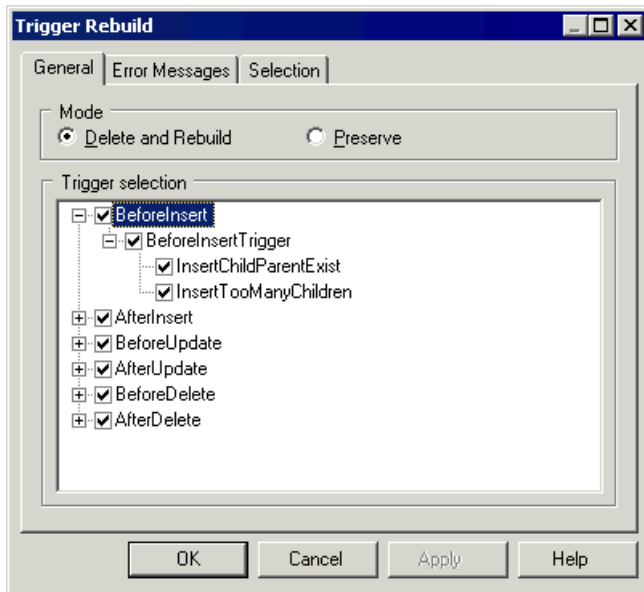 Trigger Rebuild
General Error Messages Selection
Mode
Delete and Rebuild Preserve
Trigger selection
BeforeInsert
BeforeInsertTrigger
InsertChildParentExist
InsertTooManyChildren
AfterInsert
BeforeUpdate
AfterUpdate
BeforeDelete
AfterDelete
OK Cancel Apply Help